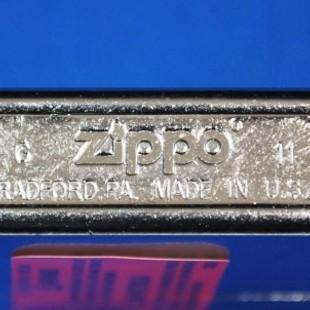 G zippo 11
RADFORD, PA. MADE IN U.S.